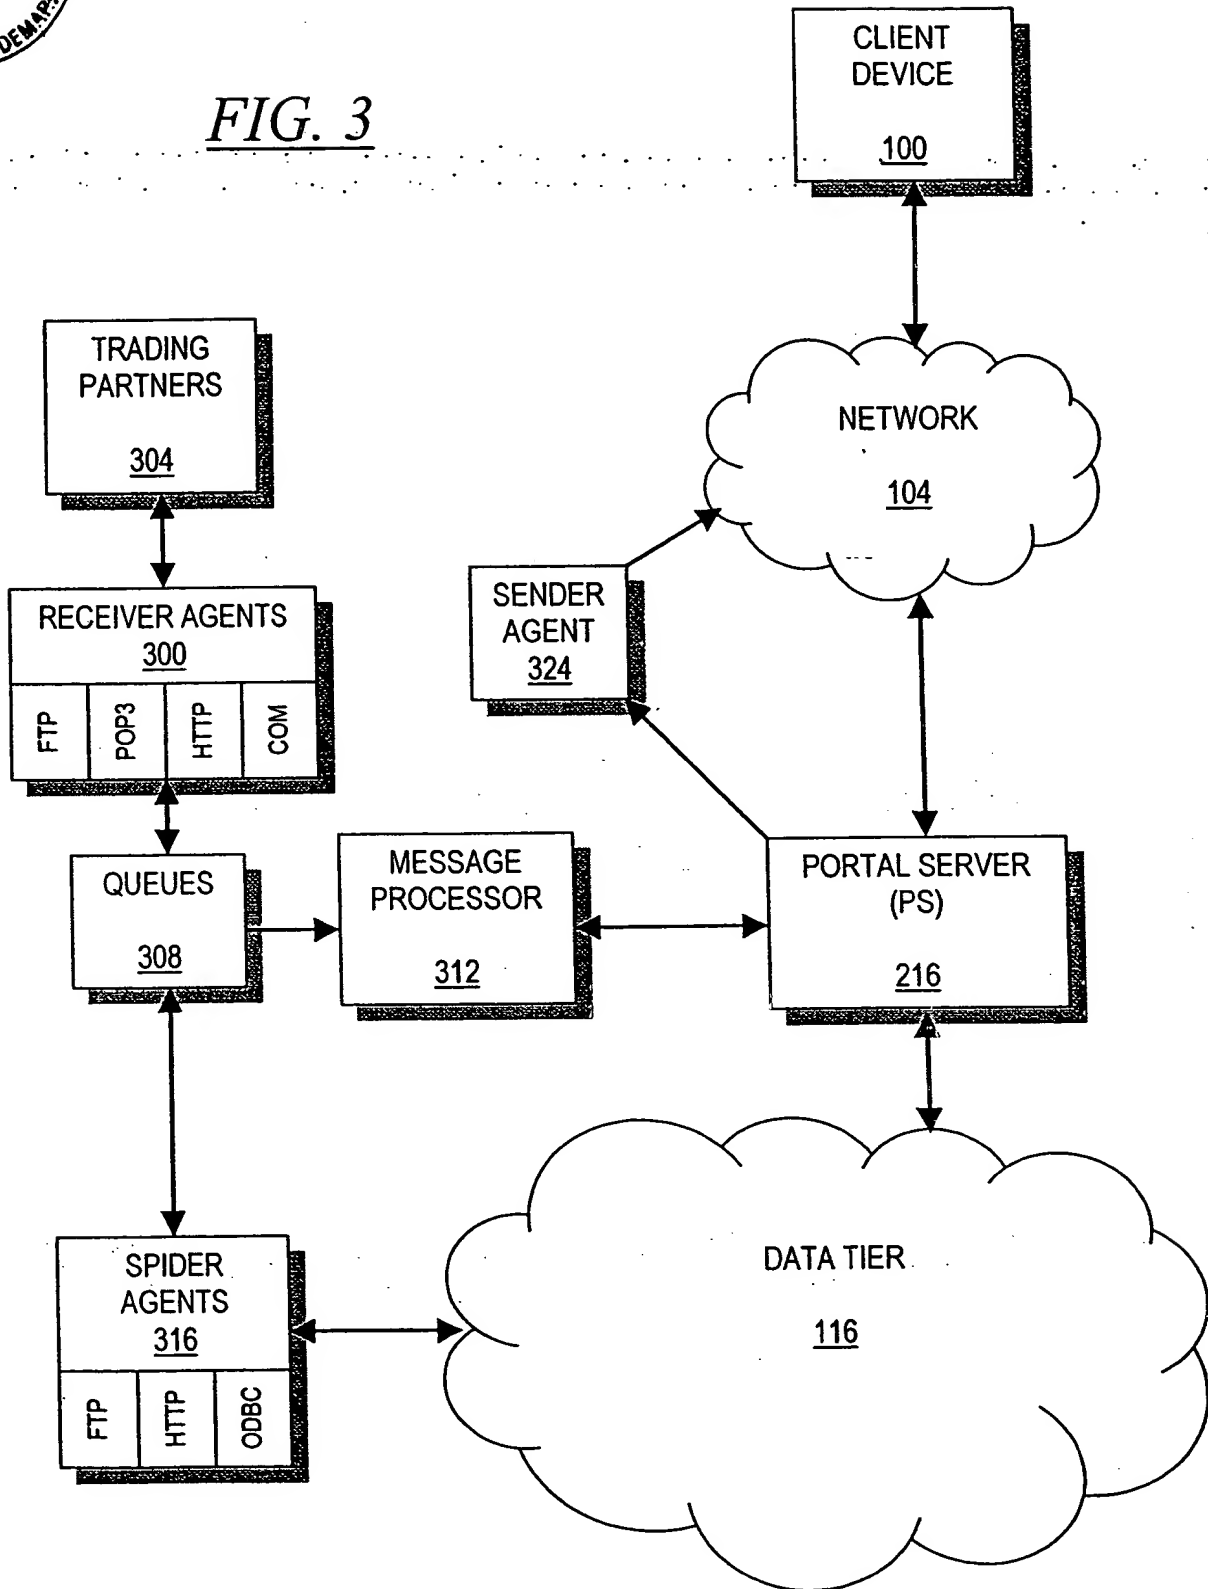 DEMAR
FIG. 3
CLIENT
DEVICE
100
TRADING
PARTNERS
304
NETWORK
104
RECEIVER AGENTS
300
FTP
POP3
HTTP
COM
SENDER
AGENT
324
QUEUES
308
MESSAGE
PROCESSOR
312
PORTAL SERVER
(PS)
216
SPIDER
AGENTS
316
FTP
HTTP
ODBC
DATA TIER
116